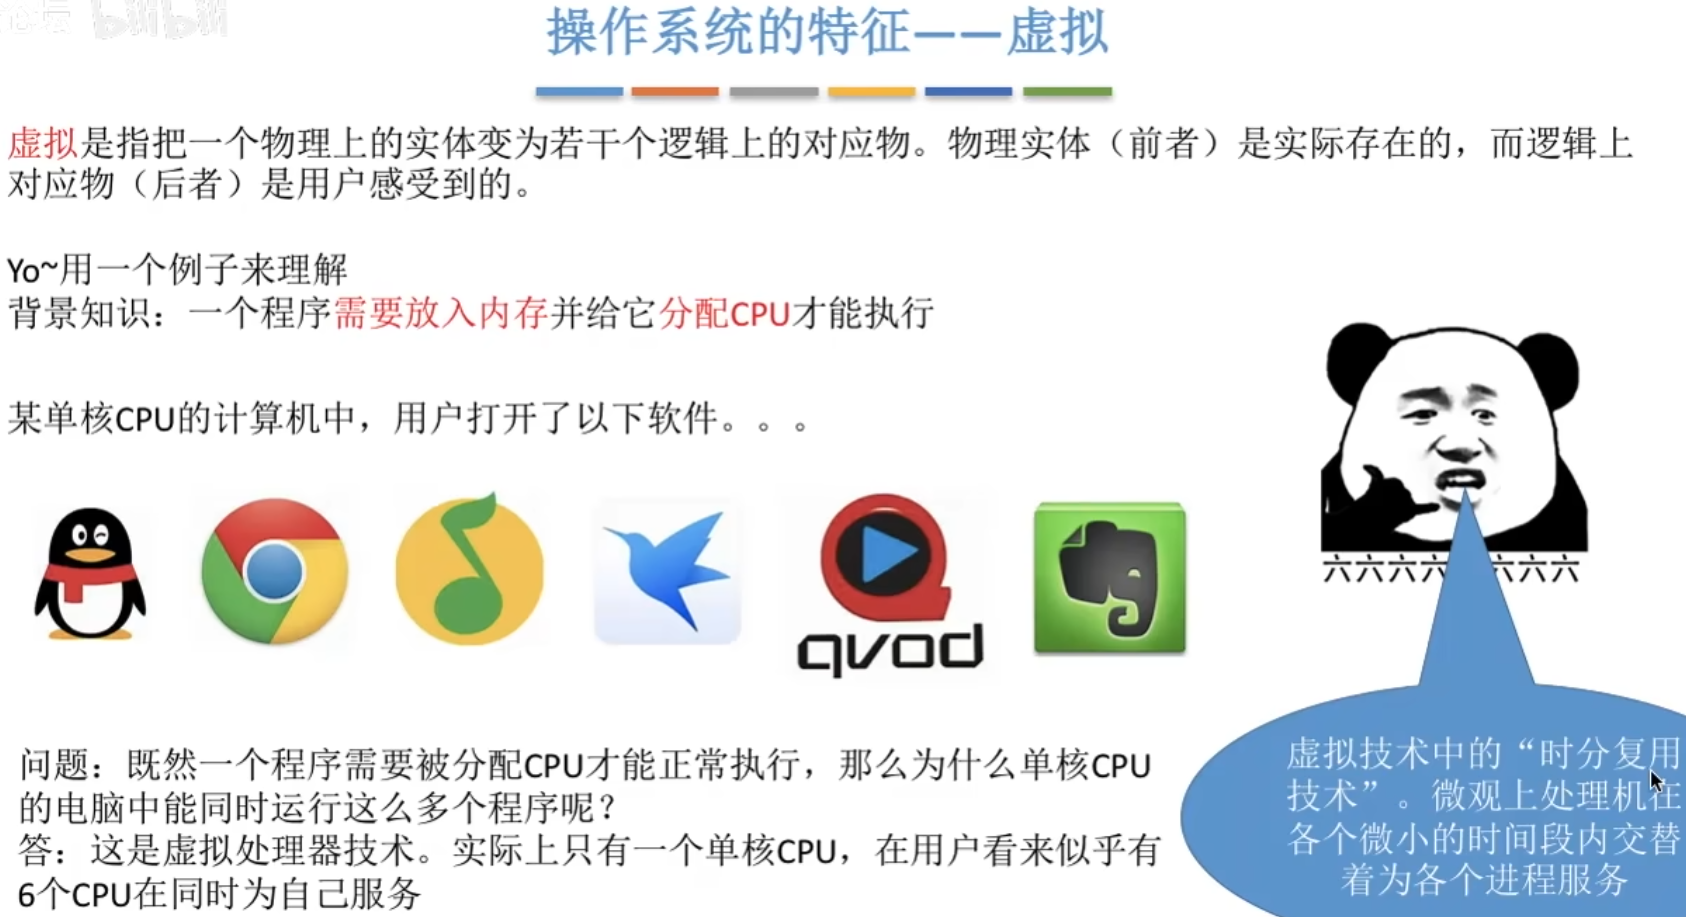 bilibili
操作系统的特征——虚拟
虚拟是指把一个物理上的实体变为若干个逻辑上的对应物。物理实体（前者）是实际存在的，而逻辑上
对应物（后者）是用户感受到的。
Yo~用一个例子来理解
背景知识：一个程序需要放入内存并给它分配CPU才能执行
某单核CPU的计算机中，用户打开了以下软件。。。
qvod
六六六六六六六
问题：既然一个程序需要被分配CPU才能正常执行，那么为什么单核CPU
的电脑中能同时运行这么多个程序呢？
答：这是虚拟处理器技术。实际上只有一个单核CPU，在用户看来似乎有
6个CPU在同时为自己服务
虚拟技术中的“时分复用
技术”。微观上处理机在
各个微小的时间段内交替
着为各个进程服务